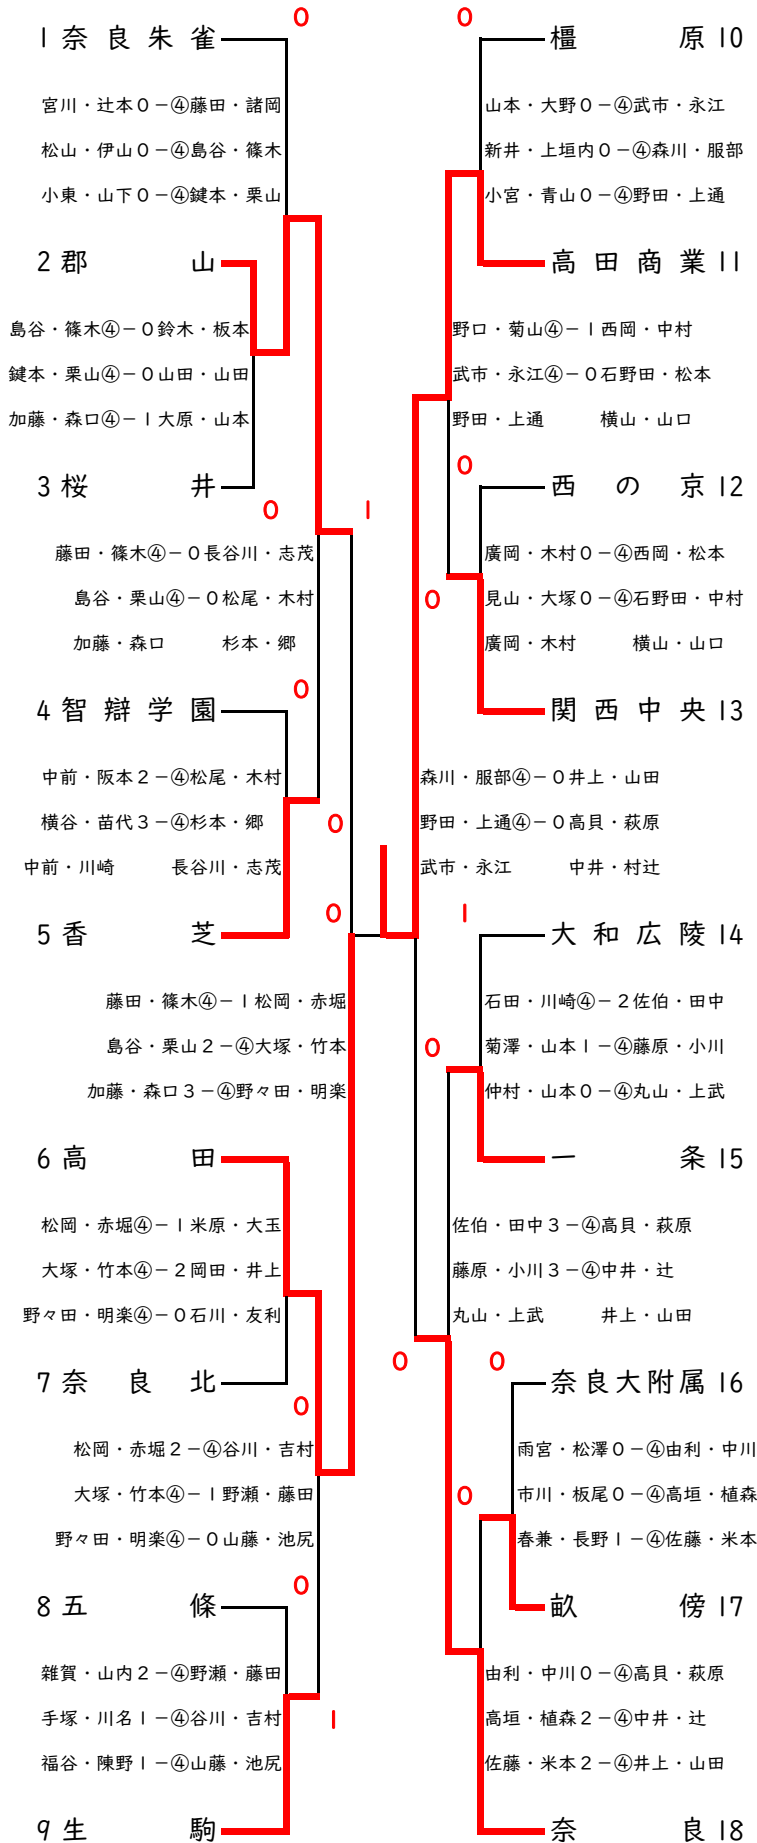 0
1 奈良朱雀
宮川・辻本0-④藤田・諸岡
松山・伊山0-④島谷・篠木
小東・山下0-④鍵本・栗山
2 郡山
島谷・篠木④-0鈴木・板本
鍵本・栗山④-0山田・山田
加藤・森口④-1大原・山本
3 桜井
0 1
藤田・篠木④-0長谷川・志茂
島谷・栗山④-0松尾・木村
加藤・森口 杉本・郷
0
4 智辯学園
中前・阪本2-④松尾・木村
横谷・苗代3-④杉本・郷
0
中前・川崎 長谷川・志茂
0
5 香芝
藤田・篠木④-1松岡・赤堀
島谷・栗山2-④大塚・竹本
加藤・森口3-④野々田・明楽
6 高田
松岡・赤堀④-1米原・大玉
大塚・竹本④-2岡田・井上
野々田・明楽④-0石川・友利
7 奈良北
0
松岡・赤堀2-④谷川・吉村
大塚・竹本④-1野瀬・藤田
野々田・明楽④-0山藤・池尻
0
8 五條
雑賀・山内2-④野瀬・藤田
手塚・川名1-④谷川・吉村
1
福谷・陳野1-④山藤・池尻
9 生駒
0
橿原 10
山本・大野0-④武市・永江
新井・上垣内0-④森川・服部
小宮・青山0-④野田・上通
高田商業 11
野口・菊山④-1西岡・中村
武市・永江④-0石野田・松本
野田・上通 横山・山口
0
西の京 12
廣岡・木村0-④西岡・松本
0
見山・大塚0-④石野田・中村
廣岡・木村 横山・山口
関西中央 13
森川・服部④-0井上・山田
野田・上通④-0高貝・萩原
武市・永江 中井・村辻
1
大和広陵 14
石田・川崎④-2佐伯・田中
0
菊澤・山本1-④藤原・小川
仲村・山本0-④丸山・上武
一条 15
佐伯・田中3-④高貝・萩原
藤原・小川3-④中井・辻
丸山・上武 井上・山田
0 0
奈良大附属 16
雨宮・松澤0-④由利・中川
0
市川・板尾0-④高垣・植森
春兼・長野1-④佐藤・米本
畝傍 17
由利・中川0-④高貝・萩原
高垣・植森2-④中井・辻
佐藤・米本2-④井上・山田
奈良 18